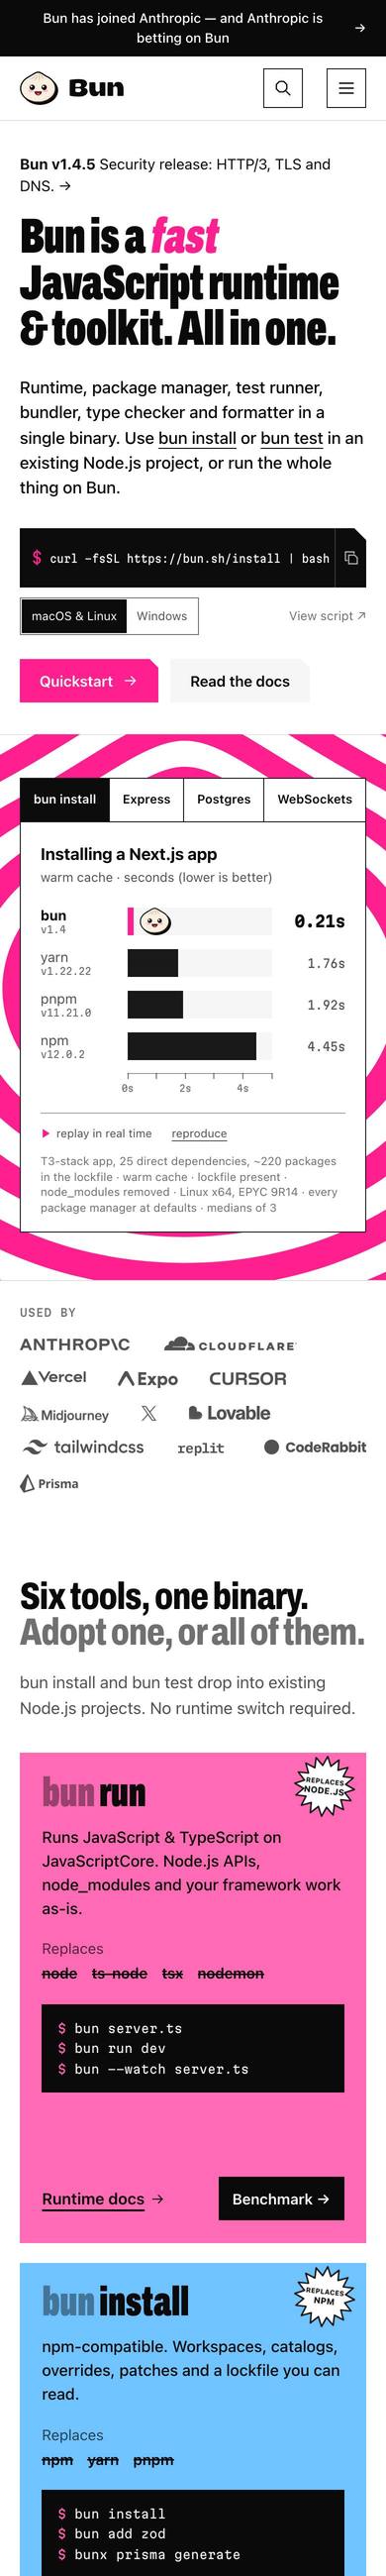 Bun has joined Anthropic — and Anthropic is
betting on Bun
→
Bun
Bun v1.4.5 Security release: HTTP/3, TLS and
DNS. →
Bun is a fast
JavaScript runtime
& toolkit. All in one.
Runtime, package manager, test runner,
bundler, type checker and formatter in a
single binary. Use bun install or bun test in an
existing Node.js project, or run the whole
thing on Bun.
$ curl -fsSL https://bun.sh/install | bash
macOS & Linux Windows View script ↗
Quickstart → Read the docs
bun install Express Postgres WebSockets
Installing a Next.js app
warm cache · seconds (lower is better)
bun 0.21s
v1.4
yarn 1.76s
v1.22.22
pnpm 1.92s
v11.21.0
npm 4.45s
v12.0.2
0s 2s 4s
replay in real time reproduce
T3-stack app, 25 direct dependencies, ~220 packages
in the lockfile · warm cache · lockfile present ·
node_modules removed · Linux x64, EPYC 9R14 · every
package manager at defaults · medians of 3
USED BY
ANTHROP\C CLOUDFLARE
Vercel Expo CURSOR
Midjourney X Lovable
tailwindcss replit CodeRabbit
Prisma
Six tools, one binary.
Adopt one, or all of them.
bun install and bun test drop into existing
Node.js projects. No runtime switch required.
bun run
REPLACES
NODE.JS
Runs JavaScript & TypeScript on
JavaScriptCore. Node.js APIs,
node_modules and your framework work
as-is.
Replaces
node ts-node tsx nodemon
$ bun server.ts
$ bun run dev
$ bun --watch server.ts
Runtime docs → Benchmark →
bun install
REPLACES
NPM
npm-compatible. Workspaces, catalogs,
overrides, patches and a lockfile you can
read.
Replaces
npm yarn pnpm
$ bun install
$ bun add zod
$ bunx prisma generate